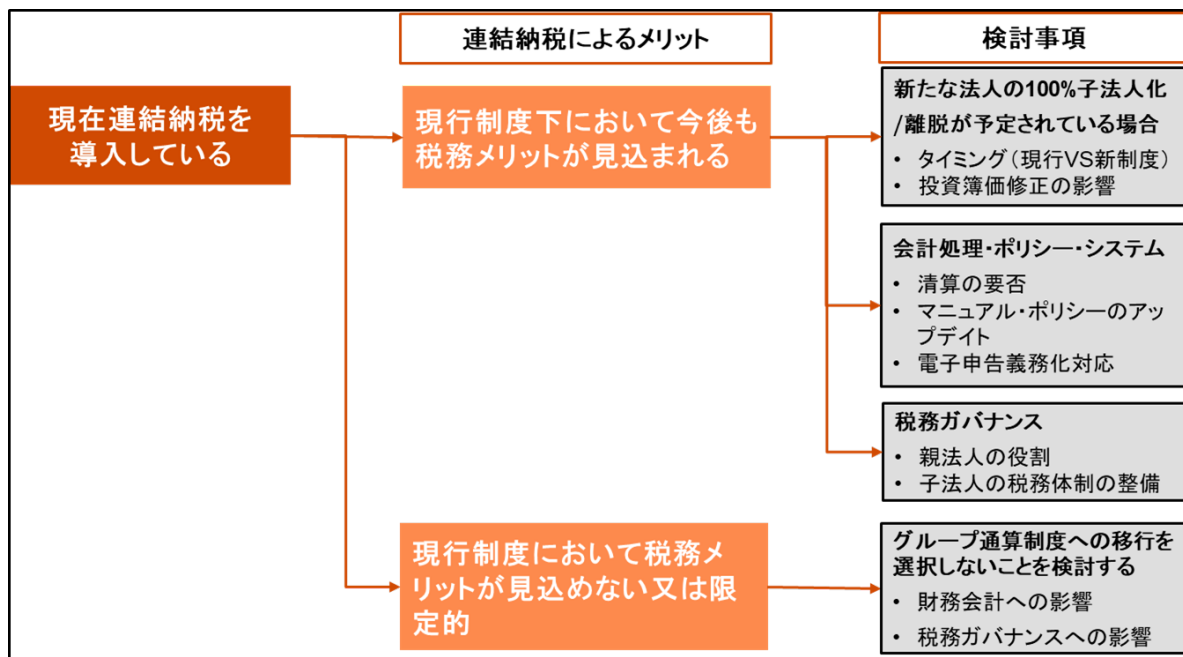 連結納税によるメリット
検討事項
現在連結納税を
導入している
現行制度下において今後も
税務メリットが見込まれる
新たな法人の100%子法人化
/離脱が予定されている場合
• タイミング(現行VS新制度)
• 投資簿価修正の影響
会計処理・ポリシー・システム
• 清算の要否
• マニュアル・ポリシーのアッ
プデイト
• 電子申告義務化対応
税務ガバナンス
• 親法人の役割
• 子法人の税務体制の整備
現行制度において税務メ
リットが見込めない又は限
定的
グループ通算制度への移行を
選択しないことを検討する
• 財務会計への影響
• 税務ガバナンスへの影響